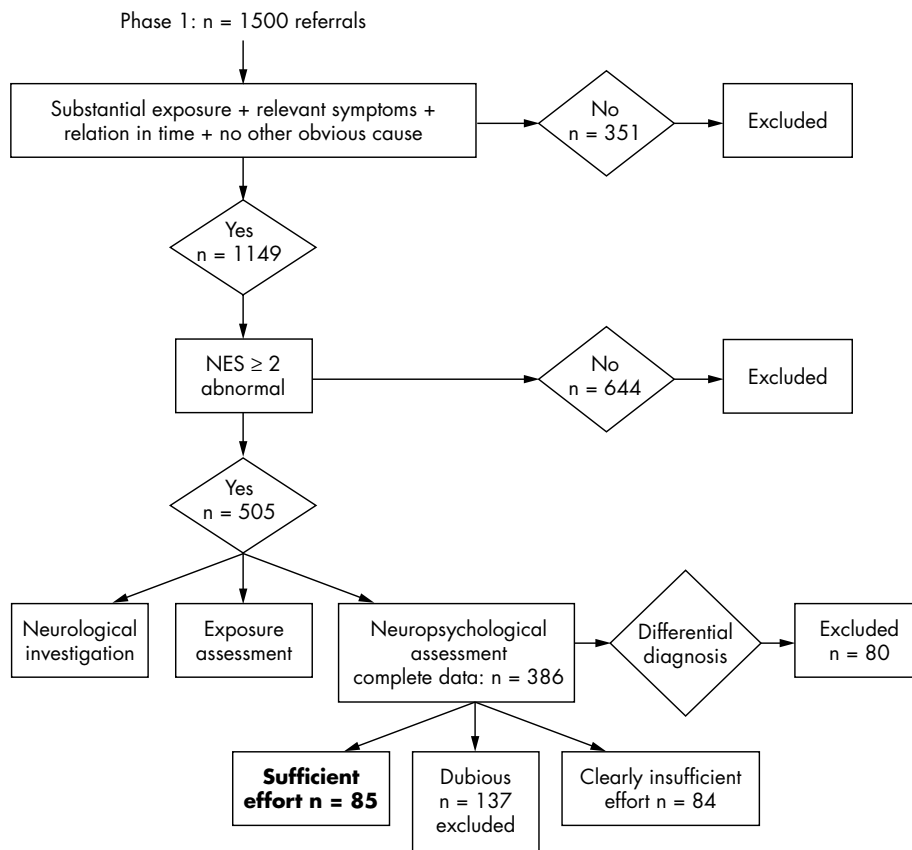 Phase 1: n = 1500 referrals
Substantial exposure + relevant symptoms +
relation in time + no other obvious cause
No
n = 351
Excluded
Yes
n = 1149
NES ≥ 2
abnormal
No
n = 644
Excluded
Yes
n = 505
Neurological
investigation
Exposure
assessment
Neuropsychological
assessment
complete data: n = 386
Differential
diagnosis
Excluded
n = 80
Sufficient
effort n = 85
Dubious
n = 137
excluded
Clearly insufficient
effort n = 84